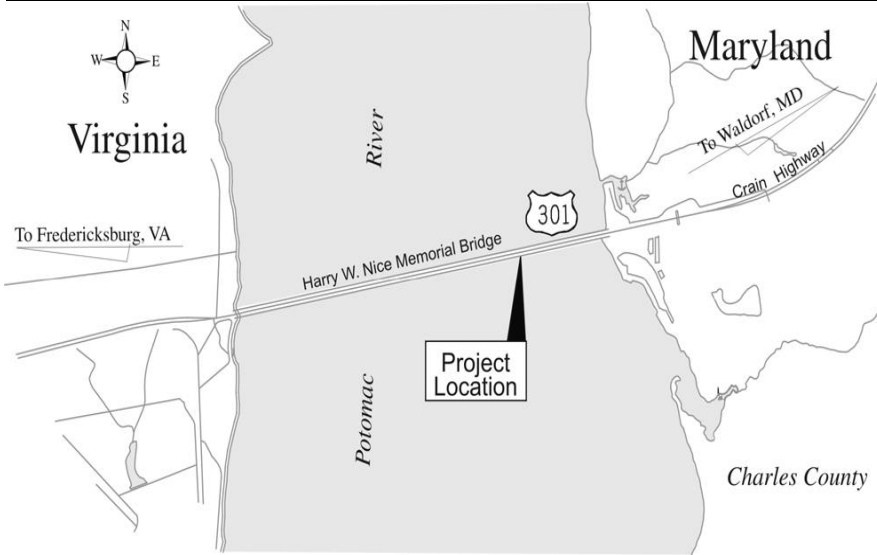 N
W E
S
Virginia
Maryland
River
To Waldorf, MD
Crain Highway
301
To Fredericksburg, VA
Harry W. Nice Memorial Bridge
Project
Location
Potomac
Charles County